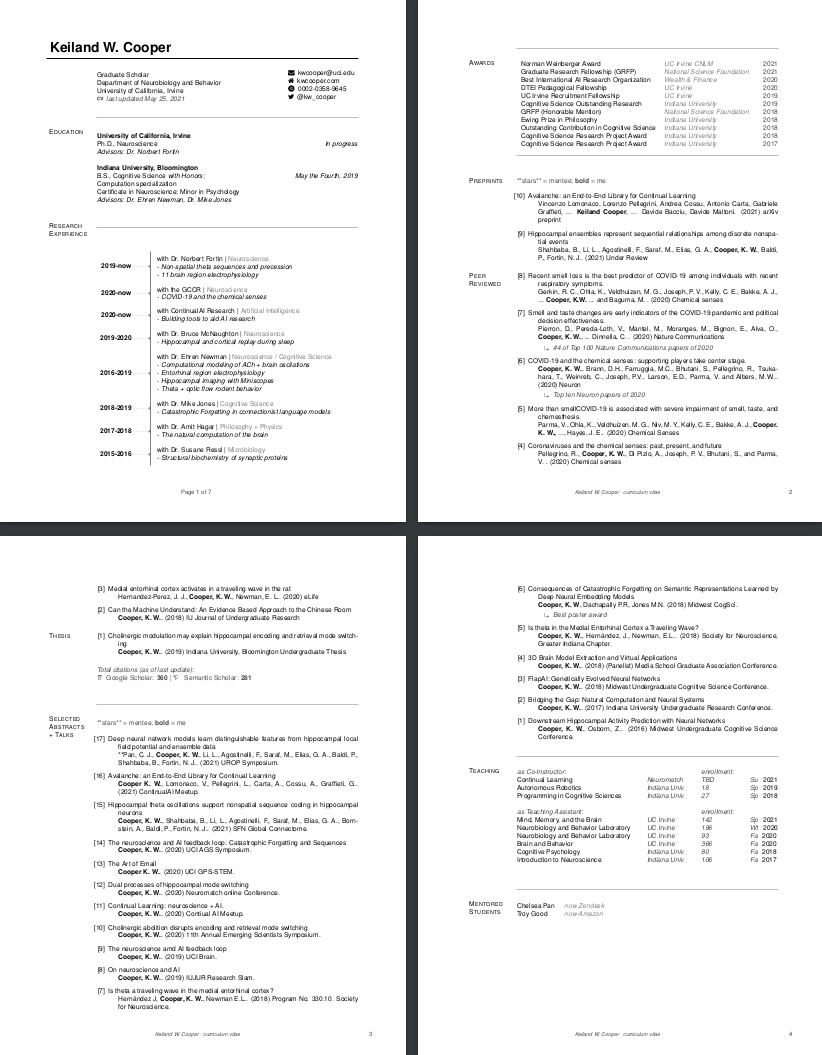 Keiland W. Cooper
Graduate Scholar
Department of Neurobiology and Behavior
University of California, Irvine
CV last updated May 25, 2021
kwcooper@uci.edu
kwcooper.com
0002-0358-9645
@kw_cooper
EDUCATION
University of California, Irvine
Ph.D., Neuroscience In progress
Advisors: Dr. Norbert Fortin
Indiana University, Bloomington
B.S., Cognitive Science with Honors; May the Fourth, 2019
Computation specialization
Certificate in Neuroscience; Minor in Psychology
Advisors: Dr. Ehren Newman, Dr. Mike Jones
RESEARCH
EXPERIENCE
2019-now
with Dr. Norbert Fortin | Neuroscience
- Non-spatial theta sequences and precession
- 11 brain region electrophysiology
2020-now
with the GCCR | Neuroscience
- COVID-19 and the chemical senses
2020-now
with ContinualAI Research | Artificial Intelligence
- Building tools to aid AI research
2019-2020
with Dr. Bruce McNaughton | Neuroscience
- Hippocampal and cortical replay during sleep
2016-2019
with Dr. Ehren Newman | Neuroscience / Cognitive Science
- Computational modeling of ACh + brain oscillations
- Entorhinal region electrophysiology
- Hippocampal imaging with Miniscopes
- Theta + optic flow rodent behavior
2018-2019
with Dr. Mike Jones | Cognitive Science
- Catastrophic Forgetting in connectionist language models
2017-2018
with Dr. Amit Hagar | Philosophy + Physics
- The natural computation of the brain
2015-2016
with Dr. Susane Ressl | Microbiology
- Structural biochemistry of synaptic proteins
Page 1 of 7
AWARDS
Norman Weinberger Award UC Irvine CNLM 2021
Graduate Research Fellowship (GRFP) National Science Foundation 2021
Best International AI Research Organization Wealth & Finance 2020
DTEI Pedagogical Fellowship UC Irvine 2020
UC Irvine Recruitment Fellowship UC Irvine 2019
Cognitive Science Outstanding Research Indiana University 2019
GRFP (Honorable Mention) National Science Foundation 2018
Ewing Prize in Philosophy Indiana University 2018
Outstanding Contribution in Cognitive Science Indiana University 2018
Cognitive Science Research Project Award Indiana University 2018
Cognitive Science Research Project Award Indiana University 2017
PREPRINTS
**stars** = mentee; bold = me
[10] Avalanche: an End-to-End Library for Continual Learning
Vincenzo Lomonaco, Lorenzo Pellegrini, Andrea Cossu, Antonio Carta, Gabriele
Graffieti, ... Keiland Cooper, ... Davide Bacciu, Davide Maltoni. (2021) arXiv
preprint
[9] Hippocampal ensembles represent sequential relationships among discrete nonspa-
tial events
Shahbaba, B., Li, L., Agostinelli, F., Saraf, M., Elias, G. A., Cooper, K. W., Baldi,
P., Fortin, N. J.. (2021) Under Review
PEER
REVIEWED
[8] Recent smell loss is the best predictor of COVID-19 among individuals with recent
respiratory symptoms.
Gerkin, R. C., Ohla, K., Veldhuizen, M. G., Joseph, P. V., Kelly, C. E., Bakke, A. J.,
... Cooper, K.W. ... and Baguma, M. . (2020) Chemical senses
[7] Smell and taste changes are early indicators of the COVID-19 pandemic and political
decision effectiveness.
Pierron, D., Pereda-Loth, V., Mantel, M., Moranges, M., Bignon, E., Alva, O.,
Cooper, K. W., ... Dinnella, C. . (2020) Nature Communications
#4 of Top 100 Nature Communications papers of 2020
[6] COVID-19 and the chemical senses: supporting players take center stage.
Cooper, K. W., Brann, D.H., Farruggia, M.C., Bhutani, S., Pellegrino, R., Tsuka-
hara, T., Weinreb, C., Joseph, P.V., Larson, E.D., Parma, V. and Albers, M.W.,.
(2020) Neuron
Top ten Neuron papers of 2020
[5] More than smellCOVID-19 is associated with severe impairment of smell, taste, and
chemesthesis.
Parma, V., Ohla, K., Veldhuizen, M. G., Niv, M. Y., Kelly, C. E., Bakke, A. J., Cooper.
K. W., ..., Hayes, J. E.. (2020) Chemical Senses
[4] Coronaviruses and the chemical senses: past, present, and future
Pellegrino, R., Cooper, K. W., Di Pizio, A., Joseph, P. V., Bhutani, S., and Parma,
V. . (2020) Chemical senses
Keiland W. Cooper - curriculum vitae 2
[3] Medial entorhinal cortex activates in a traveling wave in the rat
Hernandez-Perez, J. J., Cooper, K. W., Newman, E. L.. (2020) eLife
[2] Can the Machine Understand: An Evidence Based Approach to the Chinese Room
Cooper, K. W.. (2018) IU Journal of Undergraduate Research
THESIS
[1] Cholinergic modulation may explain hippocampal encoding and retrieval mode switch-
ing
Cooper, K. W.. (2019) Indiana University, Bloomington Undergraduate Thesis
Total citations (as of last update):
Google Scholar: 360 | Semantic Scholar: 281
SELECTED
ABSTRACTS
+ TALKS
**stars** = mentee; bold = me
[17] Deep neural network models learn distinguishable features from hippocampal local
field potential and ensemble data
**Pan, C. J., Cooper, K. W., Li, L., Agostinelli, F., Saraf, M., Elias, G. A., Baldi, P.,
Shahbaba, B., Fortin, N. J.. (2021) UROP Symposium.
[16] Avalanche: an End-to-End Library for Continual Learning
Cooper K. W., Lomonaco, V., Pellegrini, L., Carta, A., Cossu, A., Graffieti, G..
(2021) ContinualAI Meetup.
[15] Hippocampal theta oscillations support nonspatial sequence coding in hippocampal
neurons
Cooper, K. W., Shahbaba, B., Li, L., Agostinelli, F., Saraf, M., Elias, G. A., Born-
stein, A., Baldi, P., Fortin, N. J.. (2021) SFN Global Connectome.
[14] The neuroscience and AI feedback loop: Catastrophic Forgetting and Sequences
Cooper, K. W.. (2020) UCI AGS Symposium.
[13] The Art of Email
Cooper K. W.. (2020) UCI GPS-STEM.
[12] Dual processes of hippocampal mode switching
Cooper, K. W.. (2020) Neuromatch online Conference.
[11] Continual Learning: neuroscience + AI.
Cooper, K. W.. (2020) Contiual AI Meetup.
[10] Cholinergic abolition disrupts encoding and retrieval mode switching
Cooper, K. W.. (2020) 11th Annual Emerging Scientists Symposium.
[9] The neuroscience amd AI feedback loop
Cooper, K. W.. (2019) UCI Brain.
[8] On neuroscience and AI
Cooper, K. W.. (2019) IUJUR Research Slam.
[7] Is theta a traveling wave in the medial entorhinal cortex?
Hernández J, Cooper, K. W., Newman E.L.. (2018) Program No. 330.10. Society
for Neuroscience.
Keiland W. Cooper - curriculum vitae 3
[6] Consequences of Catastrophic Forgetting on Semantic Representations Learned by
Deep Neural Embedding Models
Cooper, K. W, Dachapally P.R, Jones M.N. (2018) Midwest CogSci..
Best poster award
[5] Is theta in the Medial Entorhinal Cortex a Traveling Wave?
Cooper, K. W., Hernández, J., Newman, E.L.. (2018) Society for Neuroscience,
Greater Indiana Chapter.
[4] 3D Brain Model Extraction and Virtual Applications
Cooper, K. W.. (2018) (Panelist) Media School Graduate Association Conference.
[3] FlapAI: Genetically Evolved Neural Networks
Cooper, K. W.. (2018) Midwest Undergraduate Cognitive Science Conference.
[2] Bridging the Gap: Natural Computation and Neural Networks
Cooper, K. W.. (2017) Indiana University Undergraduate Research Conference.
[1] Downstream Hippocampal Activity Prediction with Neural Networks
Cooper, K. W., Osborn, Z.. (2016) Midwest Undergraduate Cognitive Science
Conference.
TEACHING
as Co-Instructor: enrollment:
Continual Learning Neuromatch TBD Su 2021
Autonomous Robotics Indiana Univ. 18 Sp 2019
Programming in Cognitive Sciences Indiana Univ. 27 Sp 2018
as Teaching Assistant: enrollment:
Mind, Memory, and the Brain UC Irvine 142 Sp 2021
Neurobiology and Behavior Laboratory UC Irvine 196 Wt 2020
Neurobiology and Behavior Laboratory UC Irvine 93 Fa 2020
Brain and Behavior UC Irvine 366 Fa 2020
Cognitive Psychology Indiana Univ. 80 Fa 2018
Introduction to Neuroscience Indiana Univ. 106 Fa 2017
MENTORED
STUDENTS
Chelsea Pan now Zendesk
Troy Good now Amazon
Keiland W. Cooper - curriculum vitae 4